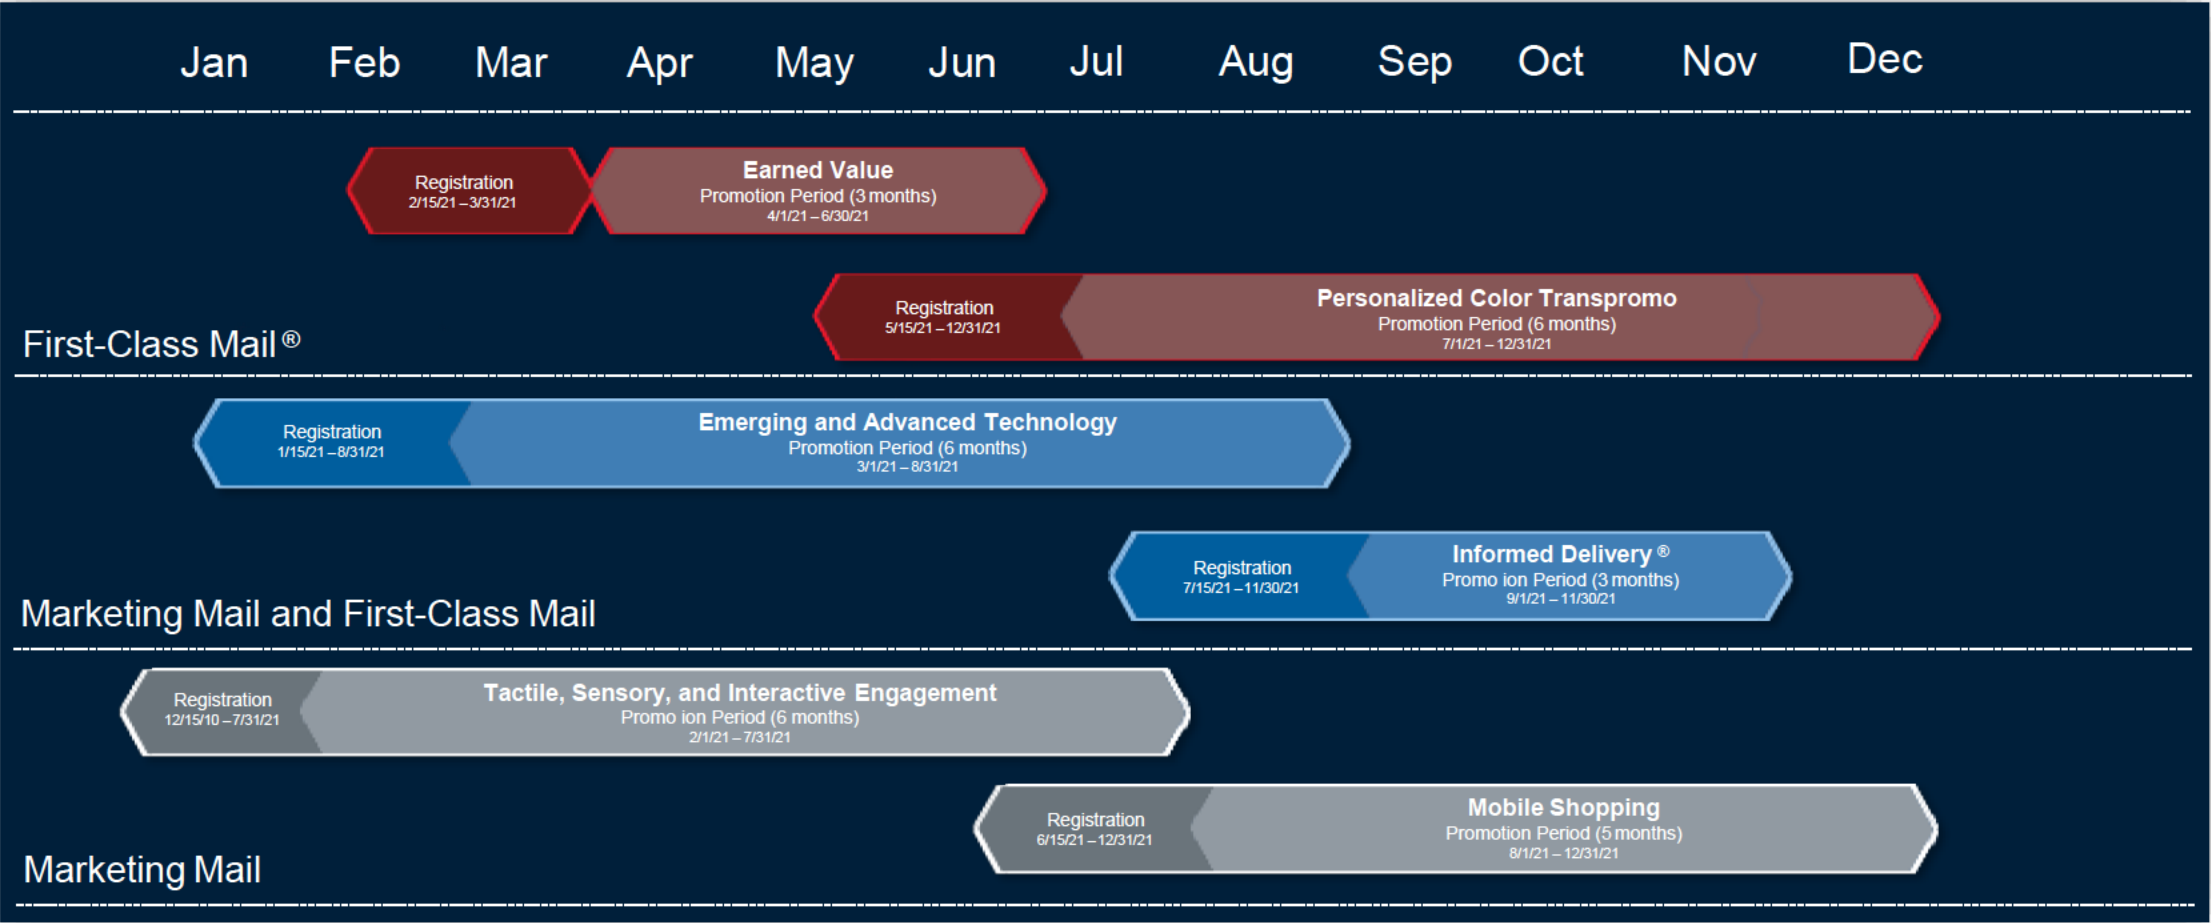 Jan Feb Mar Apr May Jun Jul Aug Sep Oct Nov Dec
Registration
2/15/21 – 3/31/21
Earned Value
Promotion Period (3 months)
4/1/21 – 6/30/21
Registration
5/15/21 – 12/31/21
Personalized Color Transpromo
Promotion Period (6 months)
7/1/21 – 12/31/21
First-Class Mail ®
Registration
1/15/21 – 8/31/21
Emerging and Advanced Technology
Promotion Period (6 months)
3/1/21 – 8/31/21
Registration
7/15/21 – 11/30/21
Informed Delivery ®
Promo ion Period (3 months)
9/1/21 – 11/30/21
Marketing Mail and First-Class Mail
Registration
12/15/10 – 7/31/21
Tactile, Sensory, and Interactive Engagement
Promo ion Period (6 months)
2/1/21 – 7/31/21
Registration
6/15/21 – 12/31/21
Mobile Shopping
Promotion Period (5 months)
8/1/21 – 12/31/21
Marketing Mail